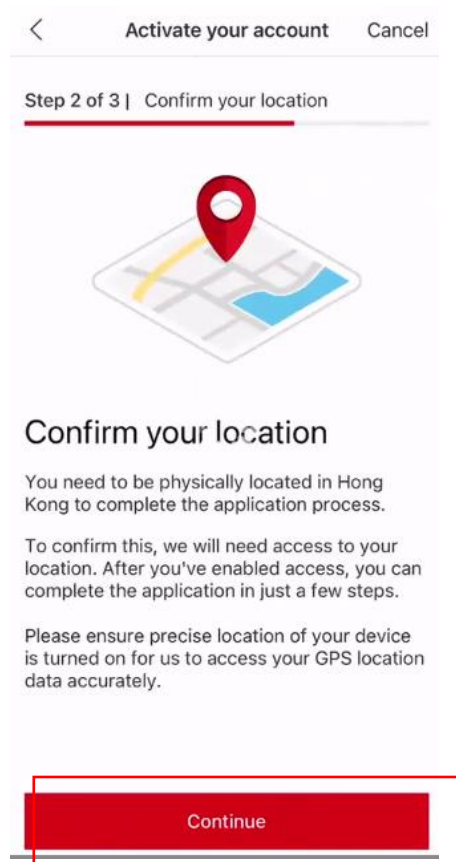 Activate your account Cancel
Step 2 of 3 | Confirm your location
Confirm your location
You need to be physically located in Hong
Kong to complete the application process.
To confirm this, we will need access to your
location. After you've enabled access, you can
complete the application in just a few steps.
Please ensure precise location of your device
is turned on for us to access your GPS location
data accurately.
Continue